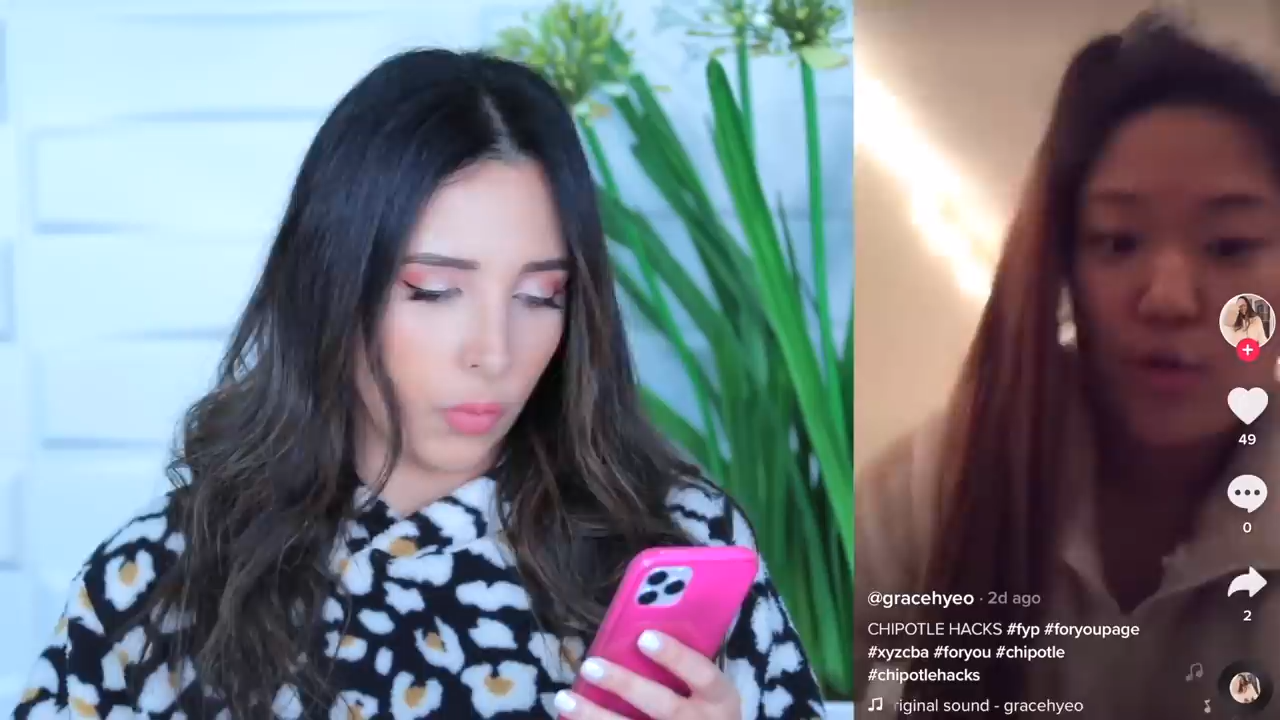 49
0
2
@gracehyeo · 2d ago
CHIPOTLE HACKS #fyp #foryoupage
#xyzcba #foryou #chipotle
#chipotlehacks
riginal sound - gracehyeo